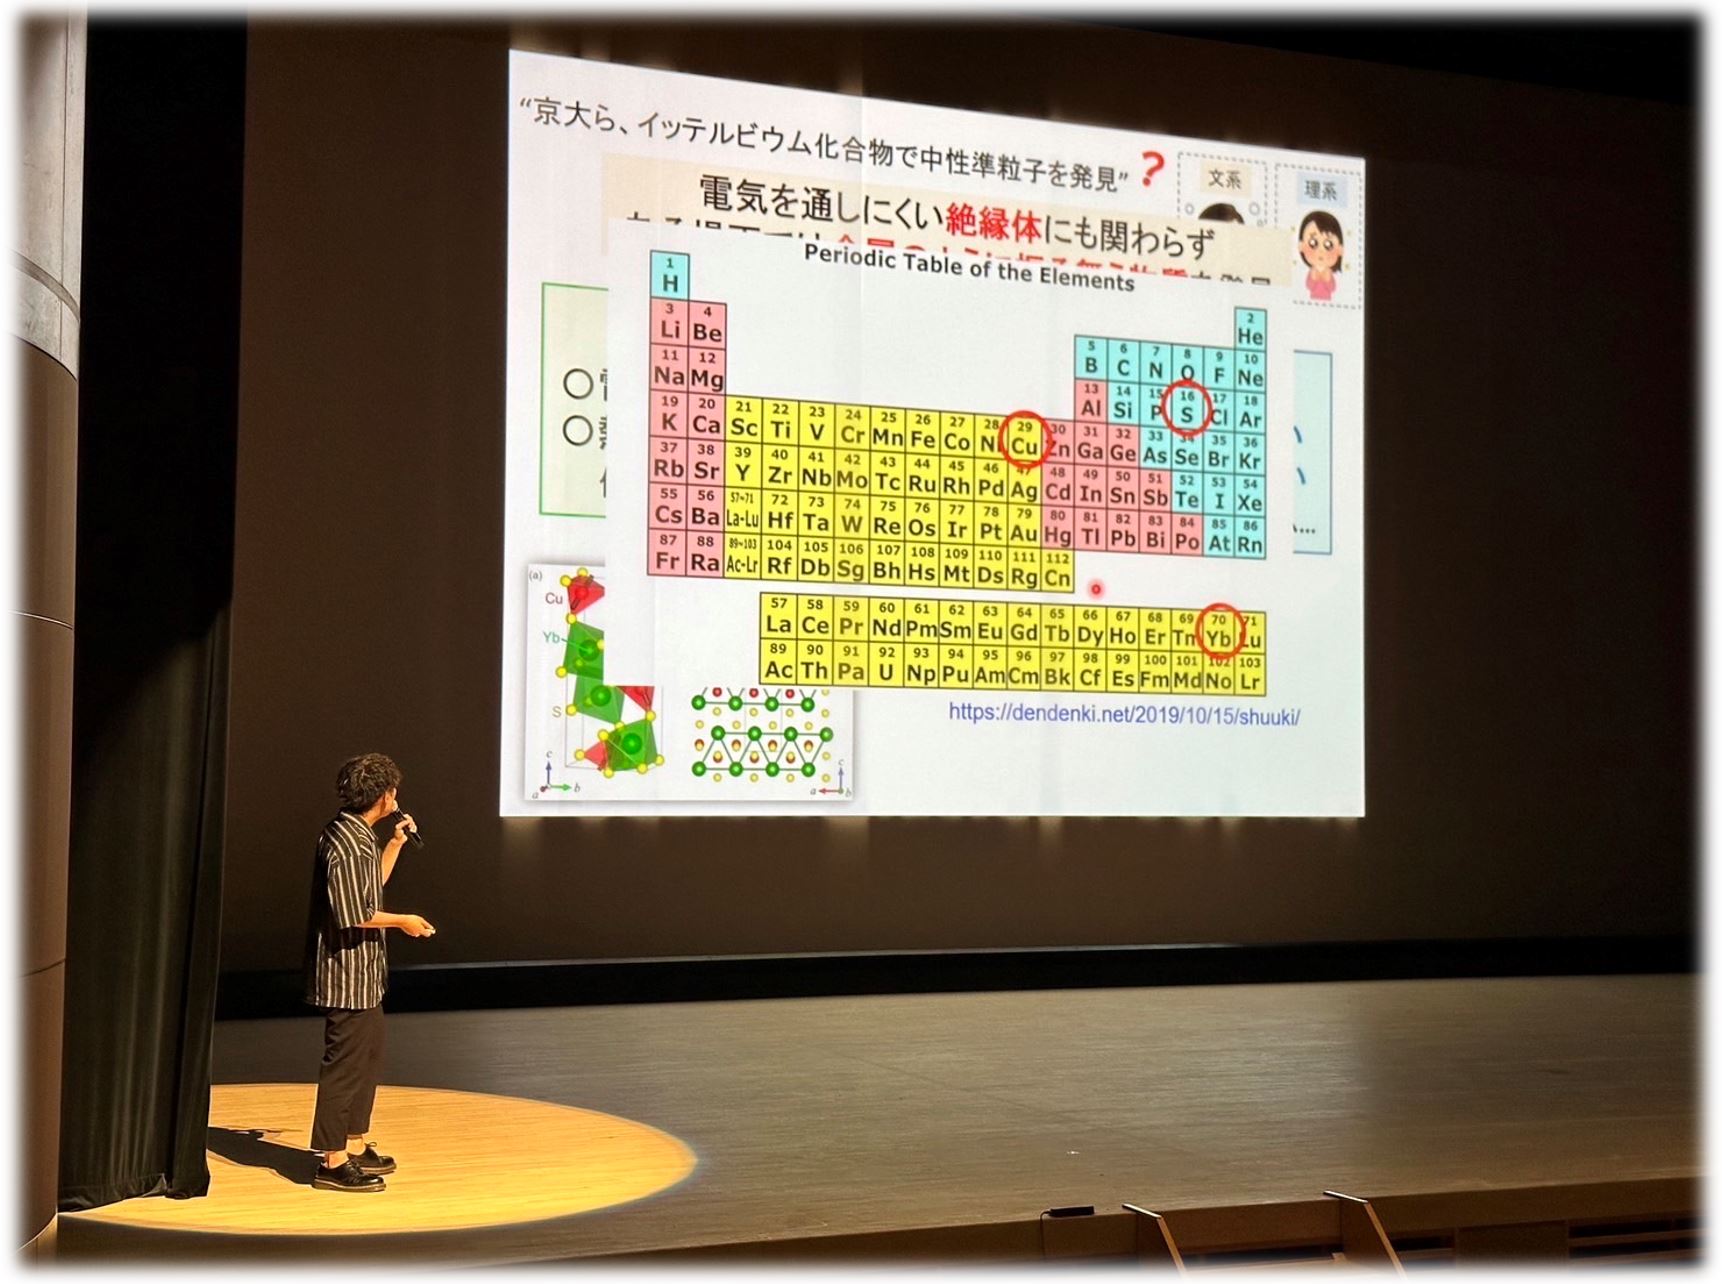 “京大ら、イッテルビウム化合物で中性準粒子を発見” ?
文系
理系
電気を通しにくい絶縁体にも関わらず
Periodic Table of the Elements
1 2
H He
3 4 5 6 7 8 9 10
Li Be B C N O F Ne
11 12 13 14 15 16 17 18
Na Mg Al Si P S Cl Ar
19 20 21 22 23 24 25 26 27 28 29 30 31 32 33 34 35 36
K Ca Sc Ti V Cr Mn Fe Co Ni Cu Zn Ga Ge As Se Br Kr
37 38 39 40 41 42 43 44 45 46 47 48 49 50 51 52 53 54
Rb Sr Y Zr Nb Mo Tc Ru Rh Pd Ag Cd In Sn Sb Te I Xe
55 56 57~71 72 73 74 75 76 77 78 79 80 81 82 83 84 85 86
Cs Ba La-Lu Hf Ta W Re Os Ir Pt Au Hg Tl Pb Bi Po At Rn
87 88 89~103 104 105 106 107 108 109 110 111 112
Fr Ra Ac-Lr Rf Db Sg Bh Hs Mt Ds Rg Cn
57 58 59 60 61 62 63 64 65 66 67 68 69 70 71
La Ce Pr Nd Pm Sm Eu Gd Tb Dy Ho Er Tm Yb Lu
89 90 91 92 93 94 95 96 97 98 99 100 101 102 103
Ac Th Pa U Np Pu Am Cm Bk Cf Es Fm Md No Lr
https://dendenki.net/2019/10/15/shuuki/
(a)
Cu
Yb
S
c
a b
c
a b